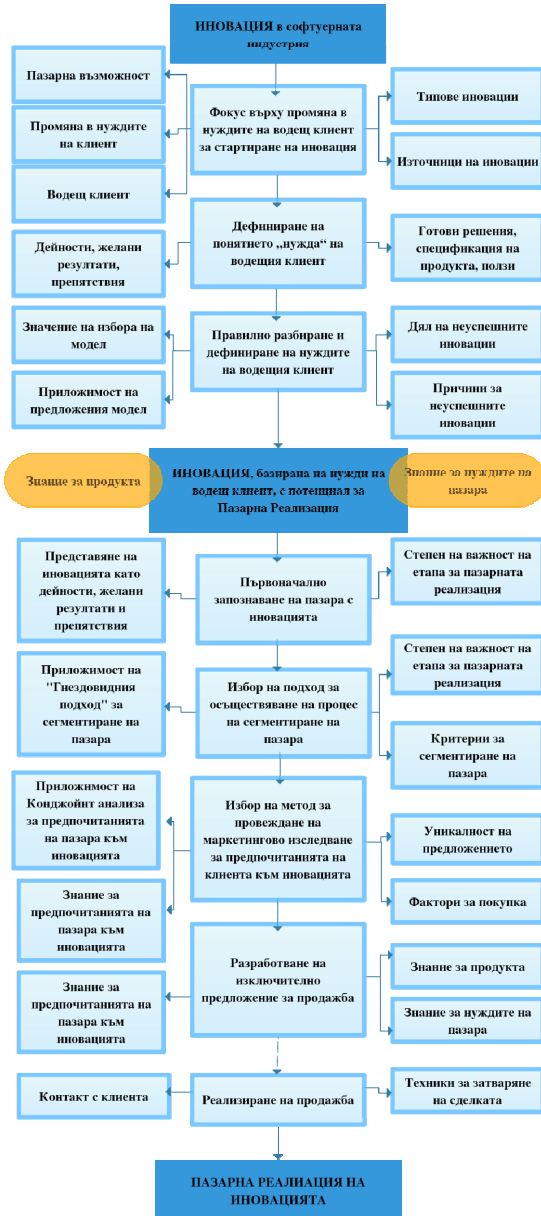 ИНОВАЦИЯ в софтуерната
индустрия
Пазарна възможност
Промяна в нуждите
на клиент
Водещ клиент
Фокус върху промяна в
нуждите на водещ клиент
за стартиране на иновация
Типове иновации
Източници на иновации
Дейности, желани
резултати,
препятствия
Дефиниране на
понятието „нужда“ на
водещия клиент
Готови решения,
спецификация на
продукта, ползи
Значение на избора на
модел
Приложимост на
предложения модел
Правилно разбиране и
дефиниране на нуждите
на водещия клиент
Дял на неуспешните
иновации
Причини за
неуспешните
иновации
Знание за продукта
ИНОВАЦИЯ, базирана на нужди на
водещ клиент, с потенциал за
Пазарна Реализация
Знание за нуждите на
пазара
Представяне на
иновацията като
дейности, желани
резултати и
препятствия
Първоначално
запознаване на пазара с
иновацията
Степен на важност на
етапа за пазарната
реализация
Приложимост на
"Гнездовидния
подход" за
сегментиране на
пазара
Избор на подход за
осъществяване на процес
на сегментиране на
пазара
Степен на важност на
етапа за пазарната
реализация
Критерии за
сегментиране на
пазара
Приложимост на
Конджойнт анализа
за предпочитанията
на пазара към
иновацията
Знание за
предпочитанията на
пазара към
иновацията
Избор на метод за
провеждане на
маркетингово изследване
за предпочитанията на
клиента към иновацията
Уникалност на
предложението
Фактори за покупка
Знание за
предпочитанията на
пазара към
иновацията
Разработване на
изключително
предложение за продажба
Знание за продукта
Знание за нуждите на
пазара
Контакт с клиента
Реализиране на продажба
Техники за затваряне
на сделката
ПАЗАРНА РЕАЛИАЦИЯ НА
ИНОВАЦИЯТА